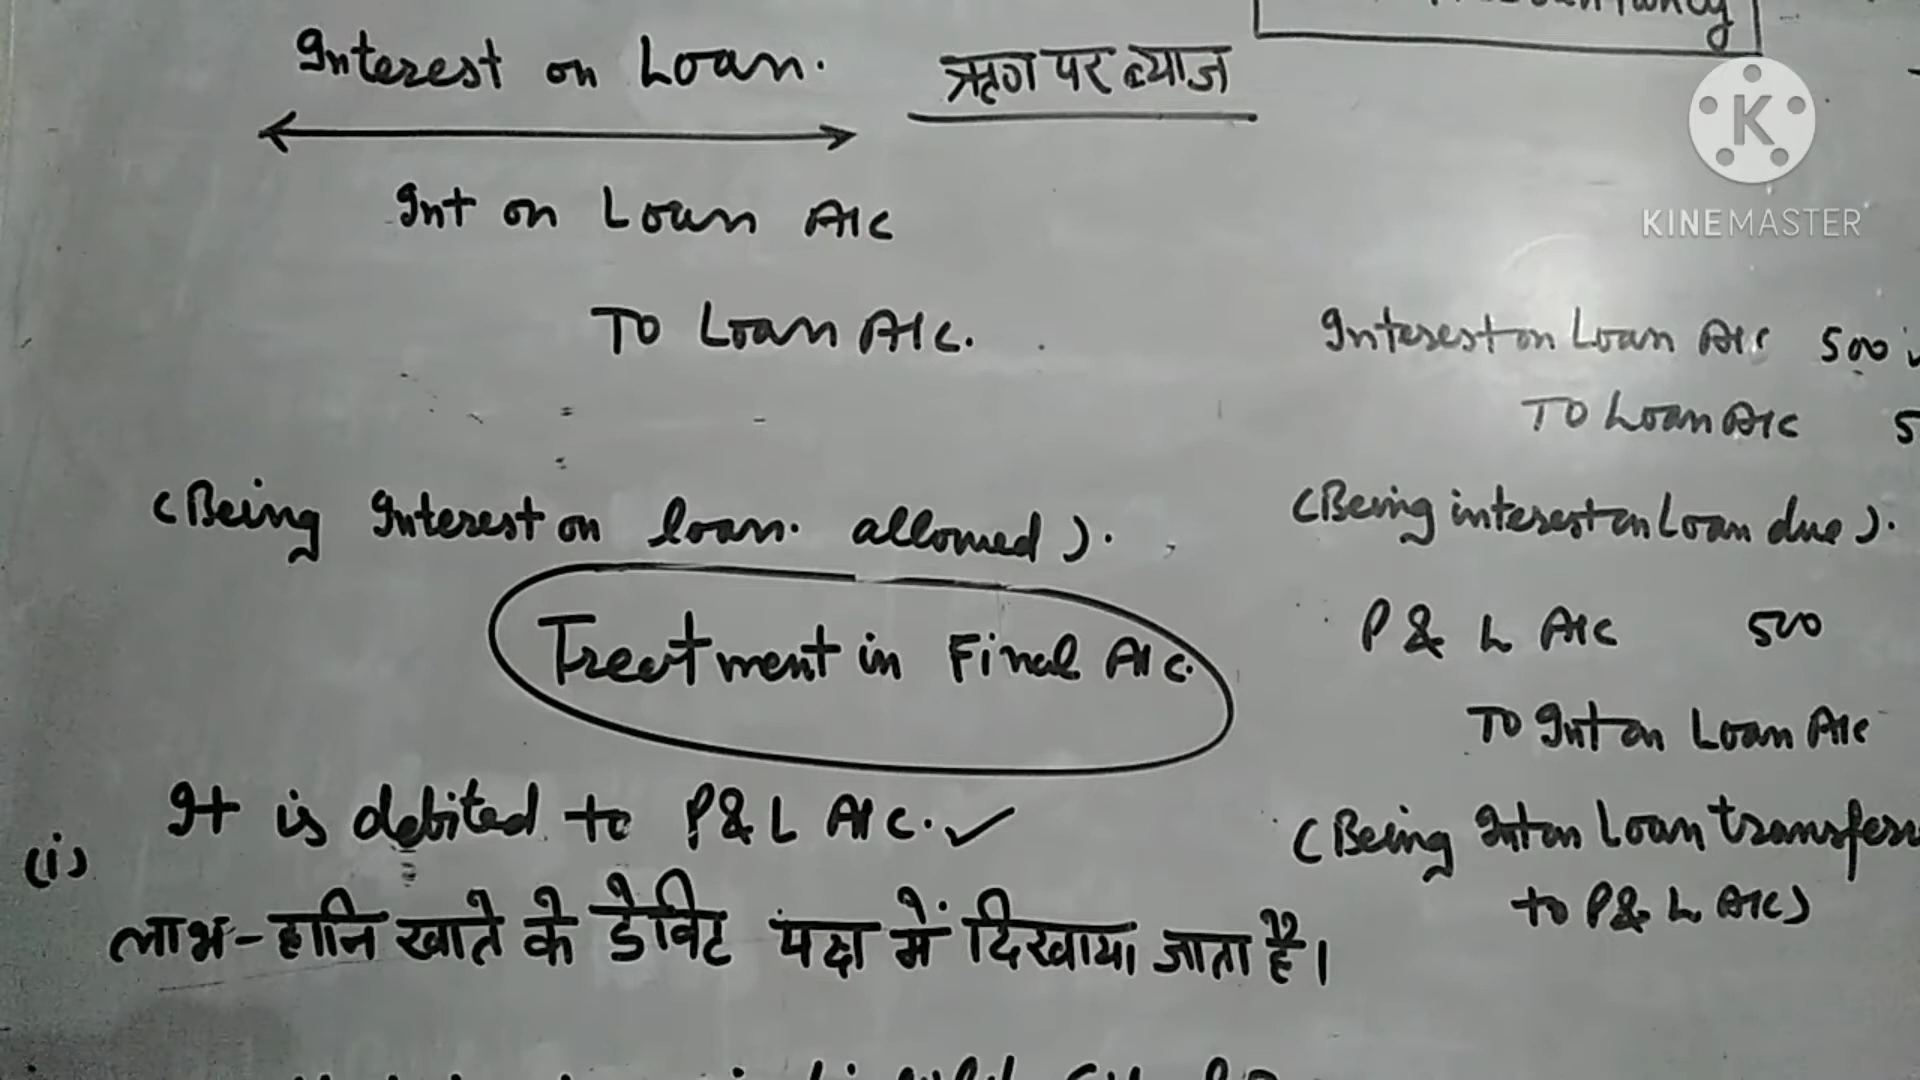 Interest on Loan. ऋण पर ब्याज
Int on Loan A/c
To Loan A/c.
(Being Interest on loan. allowed).
Treatment in Final A/c.
(i) It is debited to P & L A/c. ✓
लाभ-हानि खाते के डेबिट पक्ष में दिखाया जाता है।
KINEMASTER
Interest on Loan A/c 500
To Loan A/c 5
(Being interest on Loan due).
P & L A/c 500
To Int on Loan A/c
(Being Int on Loan transfer
to P & L A/c)